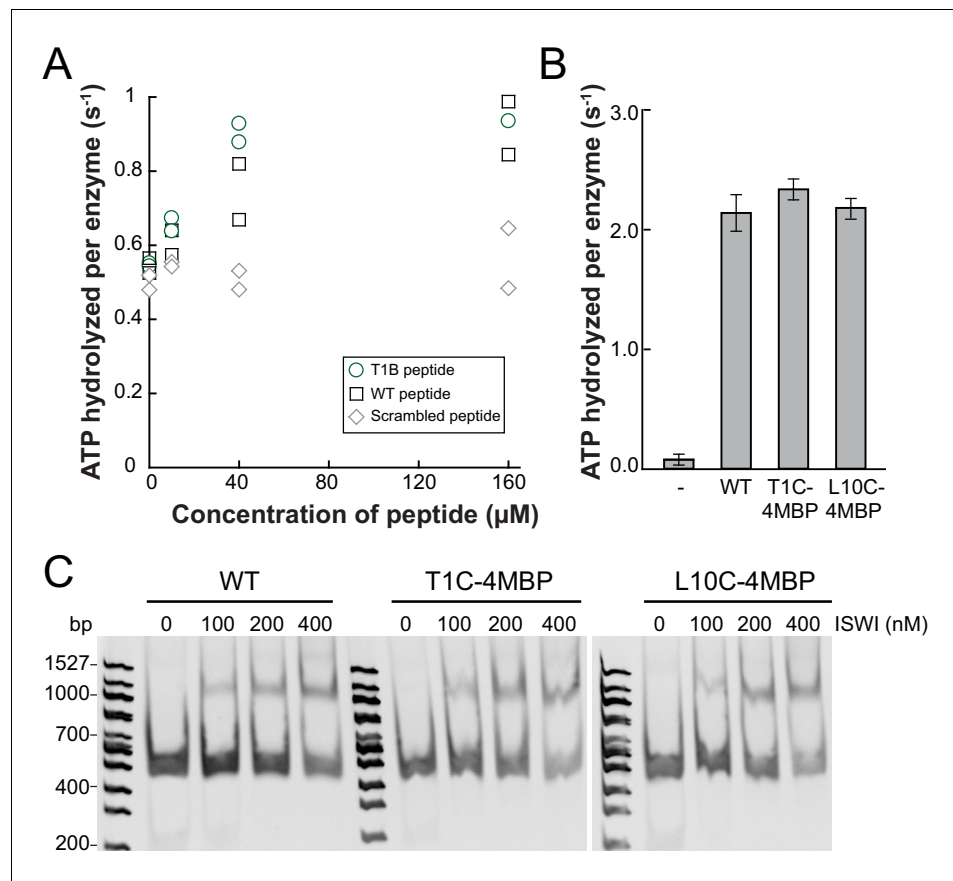 A
ATP hydrolyzed per enzyme (s-1)
1
0.8
0.6
0.4
0.2
0
0 40 80 120 160
Concentration of peptide (µM)
T1B peptide
WT peptide
Scrambled peptide
B
ATP hydrolyzed per enzyme (s-1)
3.0
2.0
1.0
0.0
- WT T1C- L10C-
4MBP 4MBP
C
WT T1C-4MBP L10C-4MBP
bp 0 100 200 400 0 100 200 400 0 100 200 400 ISWI (nM)
1527
1000
700
400
200